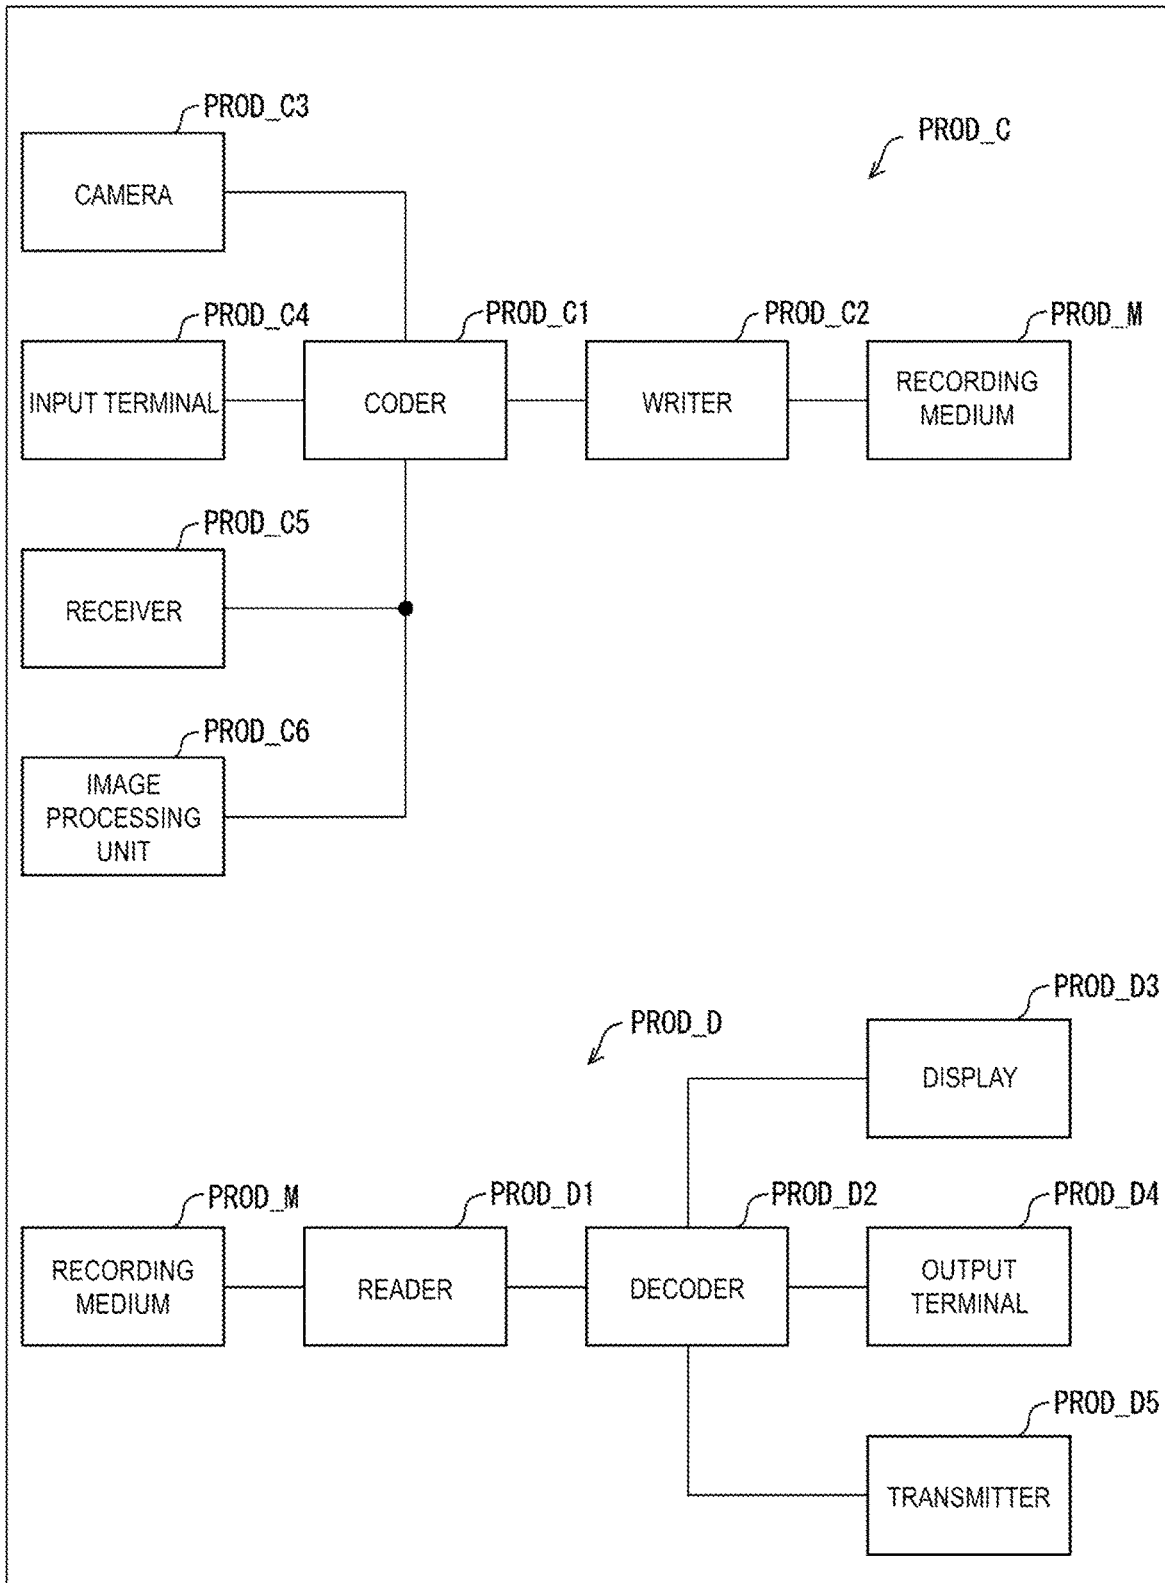 PROD_C3
CAMERA
PROD_C
PROD_C4
INPUT TERMINAL
PROD_C1
CODER
PROD_C2
WRITER
PROD_M
RECORDING
MEDIUM
PROD_C5
RECEIVER
PROD_C6
IMAGE
PROCESSING
UNIT
PROD_D3
DISPLAY
PROD_D
PROD_M
RECORDING
MEDIUM
PROD_D1
READER
PROD_D2
DECODER
PROD_D4
OUTPUT
TERMINAL
PROD_D5
TRANSMITTER